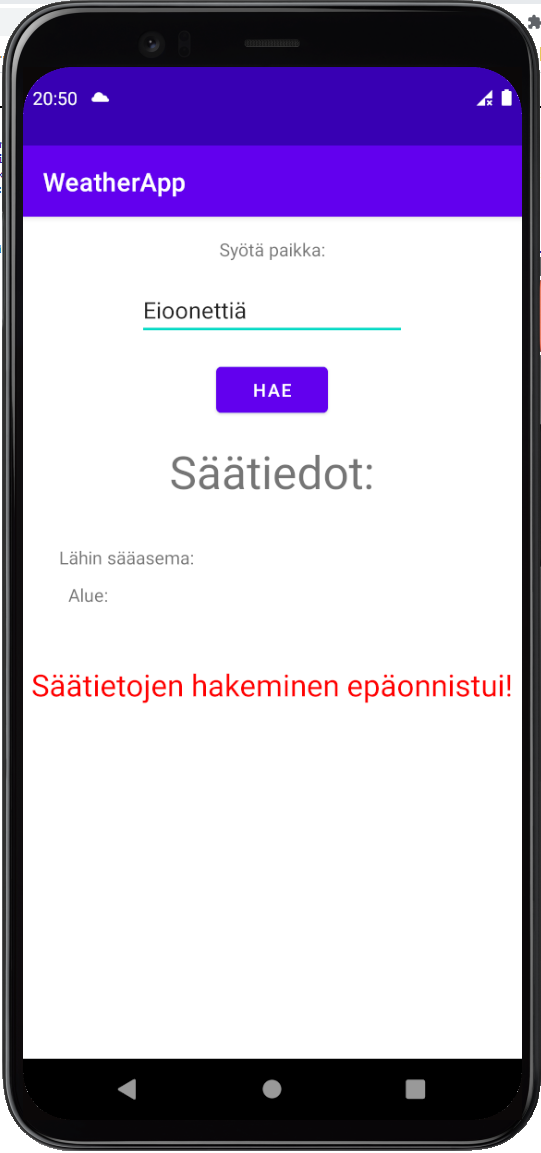 20:50
WeatherApp
Syötä paikka:
Eioonettiä
HAE
Säätiedot:
Lähin sääasema:
Alue:
Säätietojen hakeminen epäonnistui!